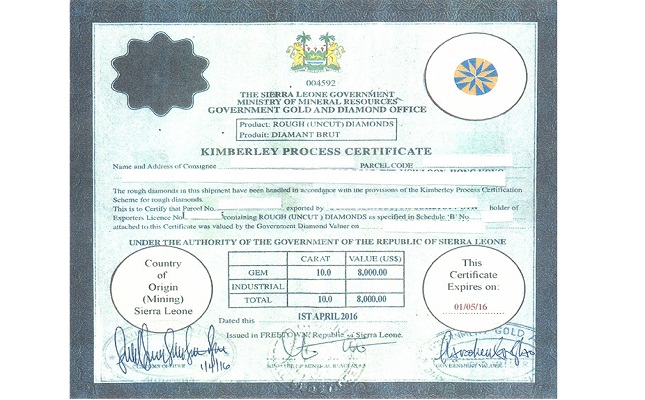 004592
THE SIERRA LEONE GOVERNMENT
MINISTRY OF MINERAL RESOURCES
GOVERNMENT GOLD AND DIAMOND OFFICE
Product: ROUGH (UNCUT) DIAMONDS
Produit: DIAMANT BRUT
KIMBERLEY PROCESS CERTIFICATE
Name and Address of Consignee PARCEL CODE
The rough diamonds in this shipment have been handled in accordance with the provisions of the Kimberley Process Certification
Scheme for rough diamonds.
This is to Certify that Parcel No. exported by holder of
Exporters Licence No. containing ROUGH (UNCUT) DIAMONDS as specified in Schedule 'B' No
attached to this Certificate was valued by the Government Diamond Valuer on
UNDER THE AUTHORITY OF THE GOVERNMENT OF THE REPUBLIC OF SIERRA LEONE
Country
of
Origin
(Mining)
Sierra Leone
CARAT VALUE (US$)
GEM 10.0 8,000.00
INDUSTRIAL
TOTAL 10.0 8,000.00
This
Certificate
Expires on:
01/05/16
Dated this 1ST APRIL 2016
Issued in FREETOWN, Republic of Sierra Leone.
1/4/16
GOLD